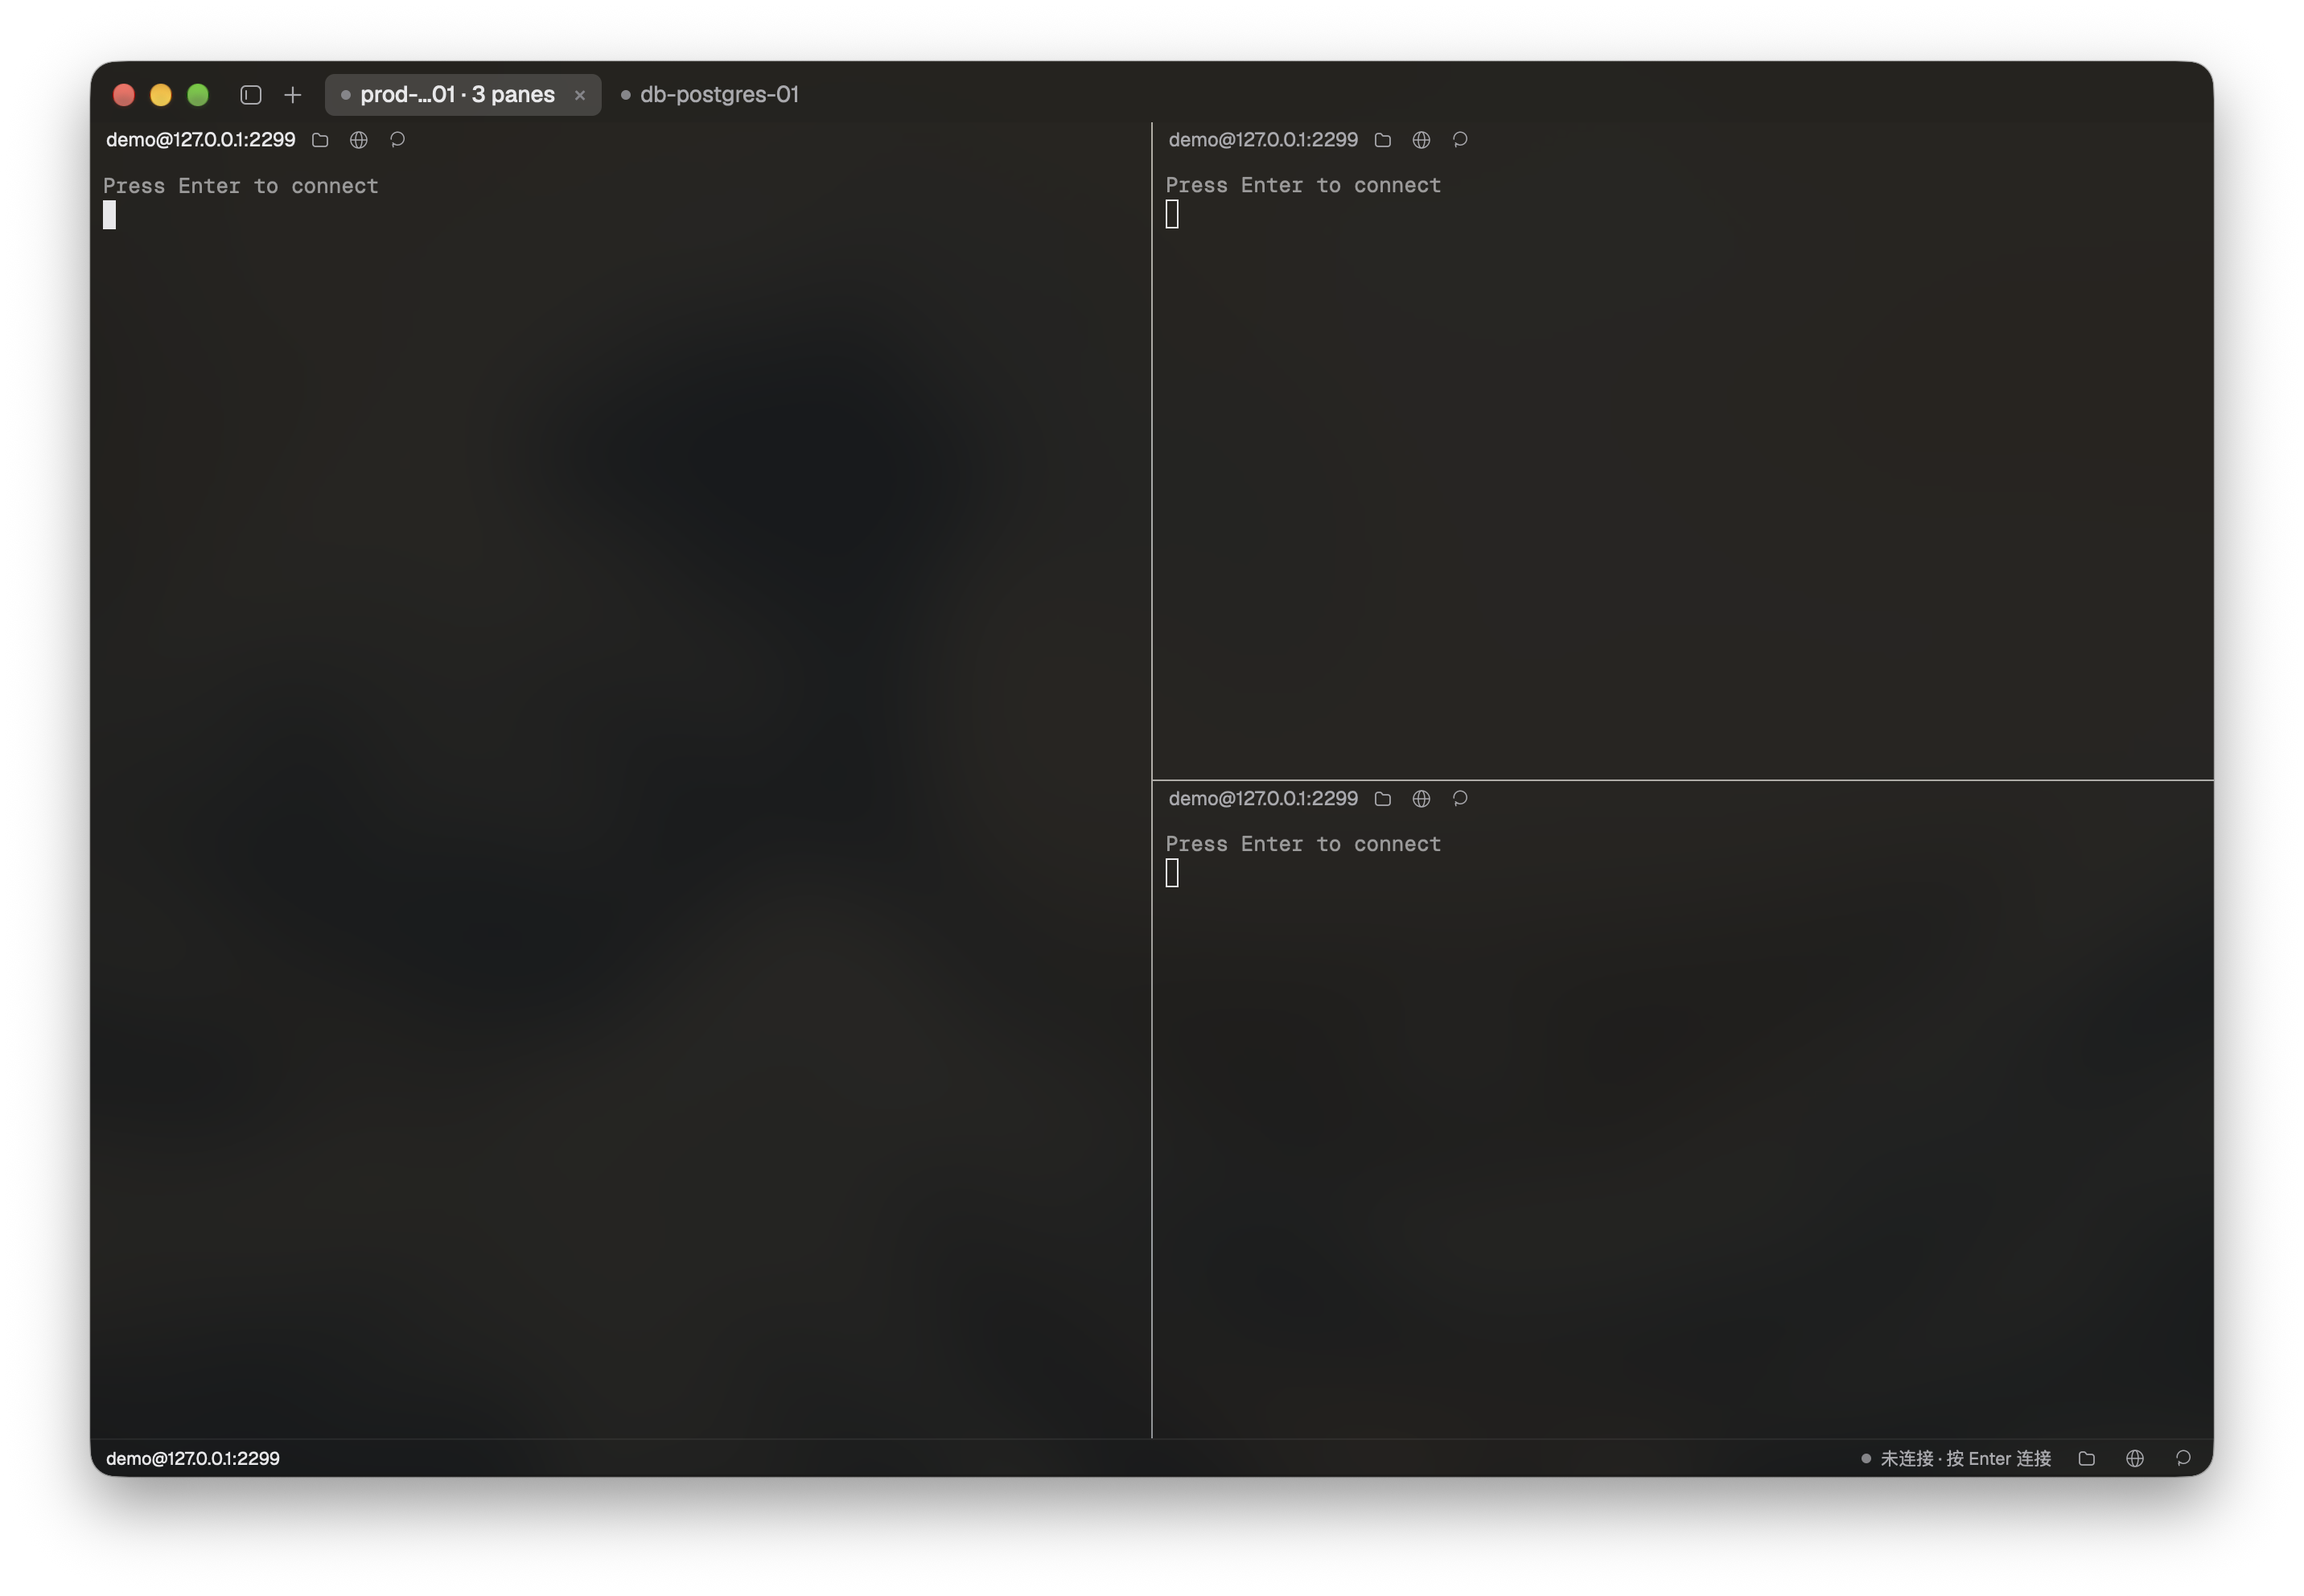 prod-...01 · 3 panes
db-postgres-01
demo@127.0.0.1:2299
Press Enter to connect
demo@127.0.0.1:2299
Press Enter to connect
demo@127.0.0.1:2299
Press Enter to connect
demo@127.0.0.1:2299
未连接 · 按 Enter 连接